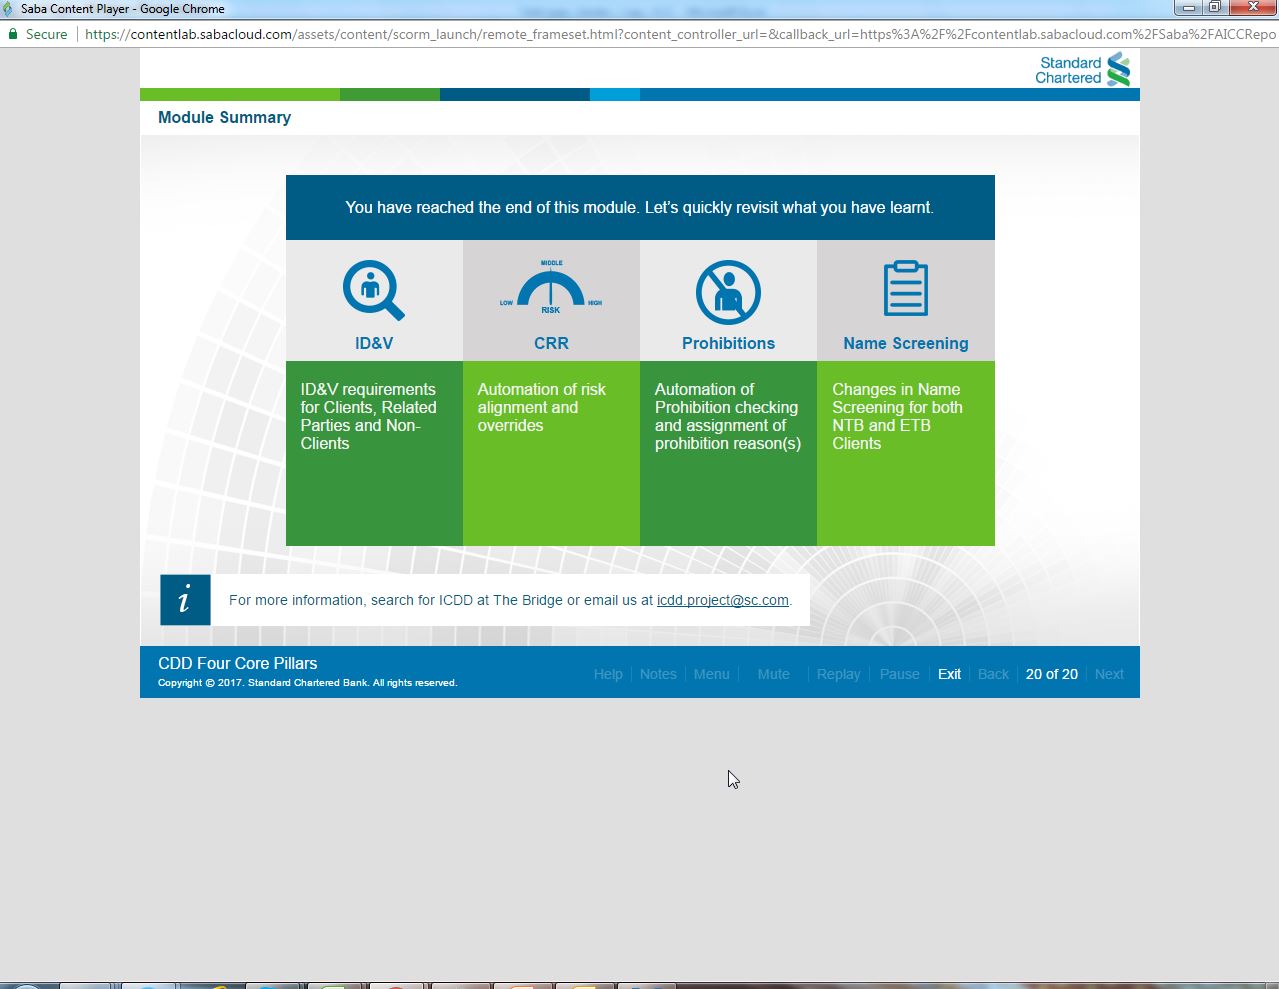 Saba Content Player - Google Chrome
Secure
https://contentlab.sabacloud.com/assets/content/scorm_launch/remote_frameset.html?content_controller_url=&callback_url=https%3A%2F%2Fcontentlab.sabacloud.com%2FSaba%2FAICCRepo
Standard
Chartered
Module Summary
You have reached the end of this module. Let’s quickly revisit what you have learnt.
ID&V
MIDDLE
LOW
HIGH
RISK
CRR
Prohibitions
Name Screening
ID&V requirements
for Clients, Related
Parties and Non-
Clients
Automation of risk
alignment and
overrides
Automation of
Prohibition checking
and assignment of
prohibition reason(s)
Changes in Name
Screening for both
NTB and ETB
Clients
i
For more information, search for ICDD at The Bridge or email us at icdd.project@sc.com.
CDD Four Core Pillars
Copyright © 2017. Standard Chartered Bank. All rights reserved.
Help Notes Menu Mute Replay Pause Exit Back 20 of 20 Next